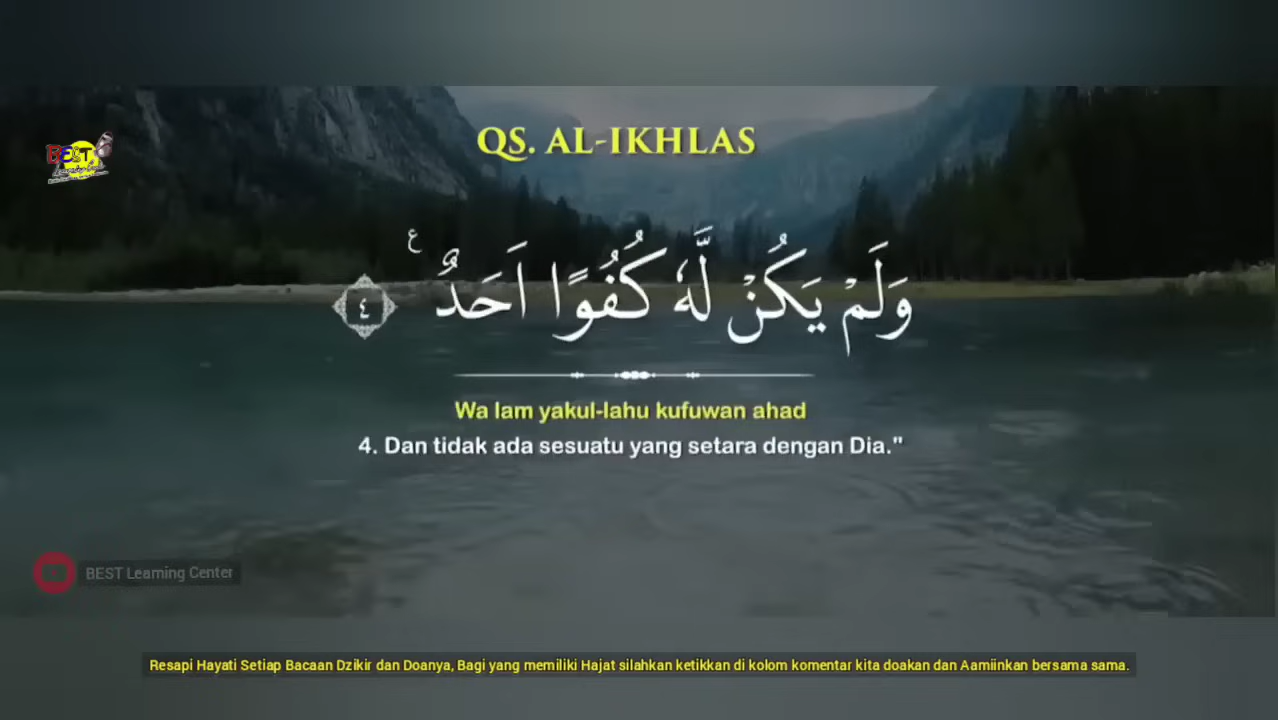 BEST
QS. AL-IKHLAS
وَلَمْ يَكُنْ لَّهٗ كُفُوًا اَحَدٌ ࣖ ٤
Wa lam yakul-lahu kufuwan ahad
4. Dan tidak ada sesuatu yang setara dengan Dia."
BEST Learning Center
Resapi Hayati Setiap Bacaan Dzikir dan Doanya, Bagi yang memiliki Hajat silahkan ketikkan di kolom komentar kita doakan dan Aamiinkan bersama sama.